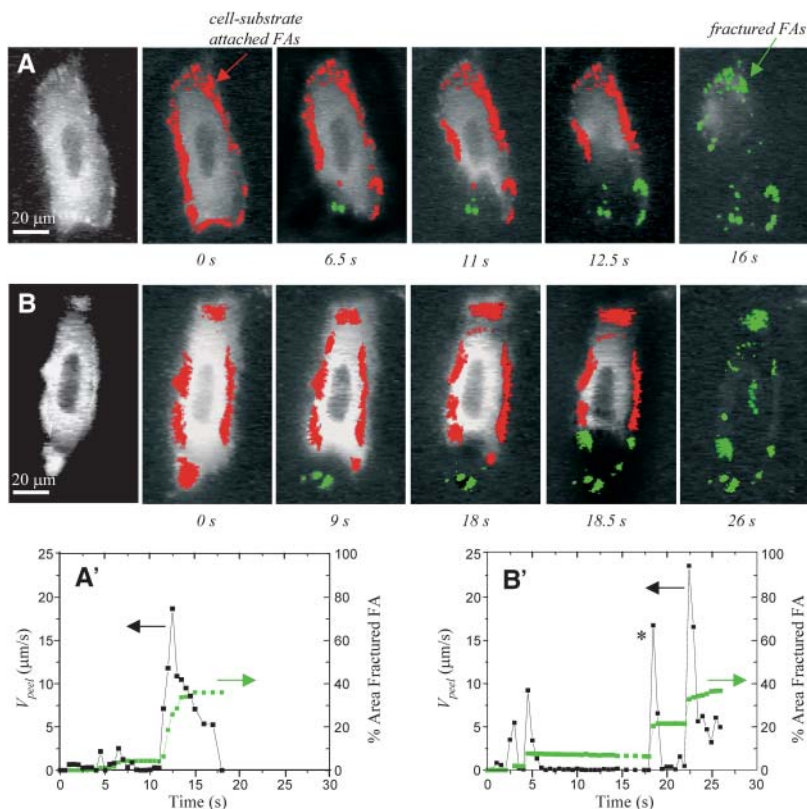 cell-substrate
attached FAs
fractured FAs
A
20 μm
0 s
6.5 s
11 s
12.5 s
16 s
B
20 μm
0 s
9 s
18 s
18.5 s
26 s
A'
25
20
15
10
5
0
V_peel (μm/s)
100
80
60
40
20
0
% Area Fractured FA
0 5 10 15 20 25 30
Time (s)
B'
25
20
15
10
5
0
V_peel (μm/s)
*
100
80
60
40
20
0
% Area Fractured FA
0 5 10 15 20 25 30
Time (s)